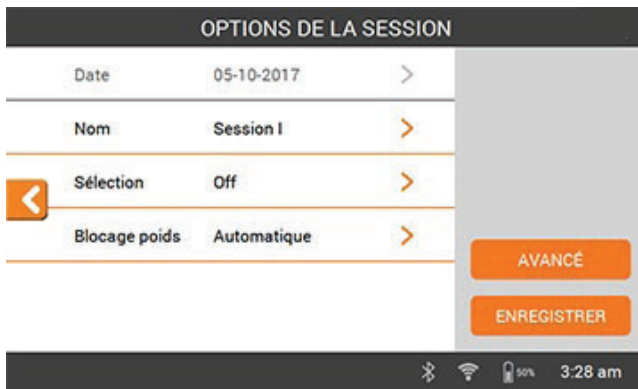 OPTIONS DE LA SESSION
Date 05-10-2017
Nom Session I
Sélection Off
Blocage poids Automatique
AVANCÉ
ENREGISTRER
50% 3:28 am